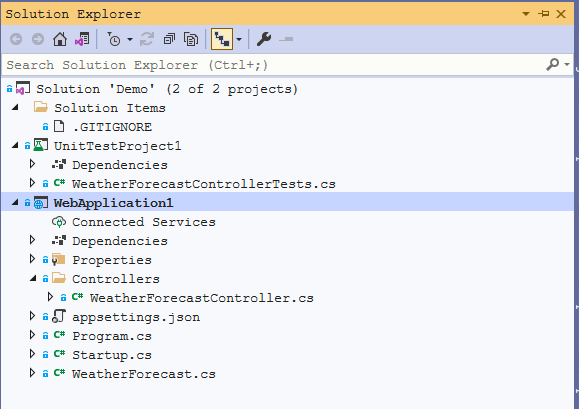 Solution Explorer
Search Solution Explorer (Ctrl+;)
Solution 'Demo' (2 of 2 projects)
Solution Items
.GITIGNORE
UnitTestProject1
Dependencies
C# WeatherForecastControllerTests.cs
WebApplication1
Connected Services
Dependencies
Properties
Controllers
C# WeatherForecastController.cs
appsettings.json
C# Program.cs
C# Startup.cs
C# WeatherForecast.cs